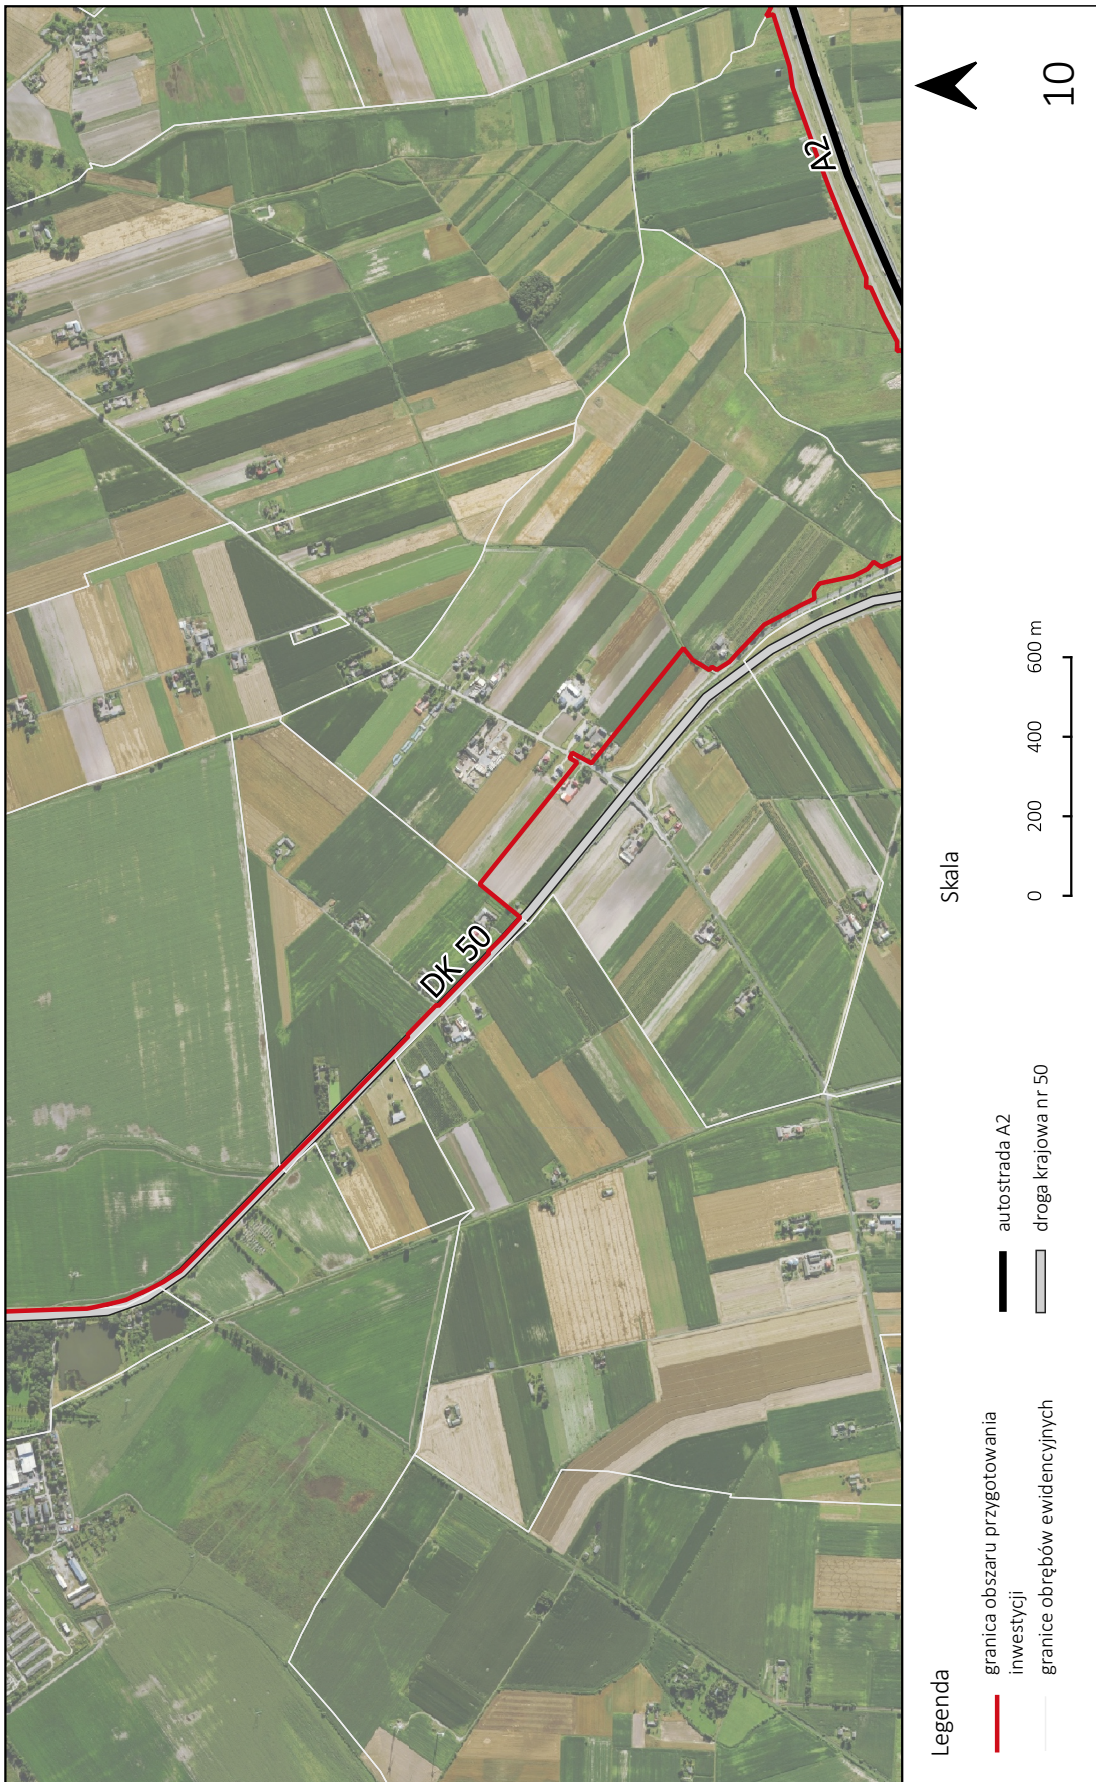 A2
DK 50
Legenda
granica obszaru przygotowania
inwestycji
granice obrębów ewidencyjnych
autostrada A2
droga krajowa nr 50
Skala
0 200 400 600 m
10